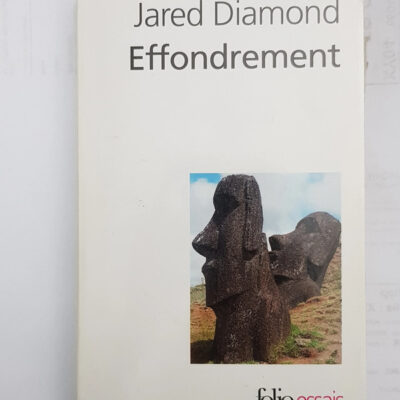 Jared Diamond
Effondrement
folio essais